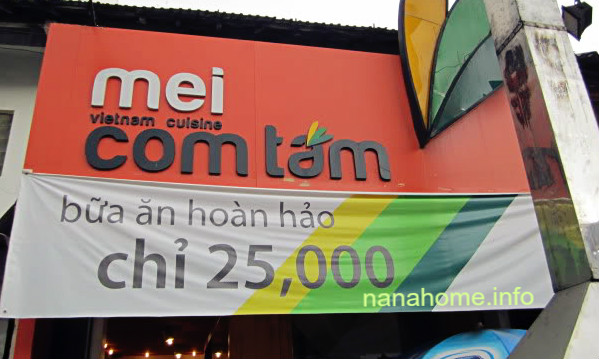 mei
vietnam cuisine
com tấm
bữa ăn hoàn hảo
chỉ 25,000
nanahome.info